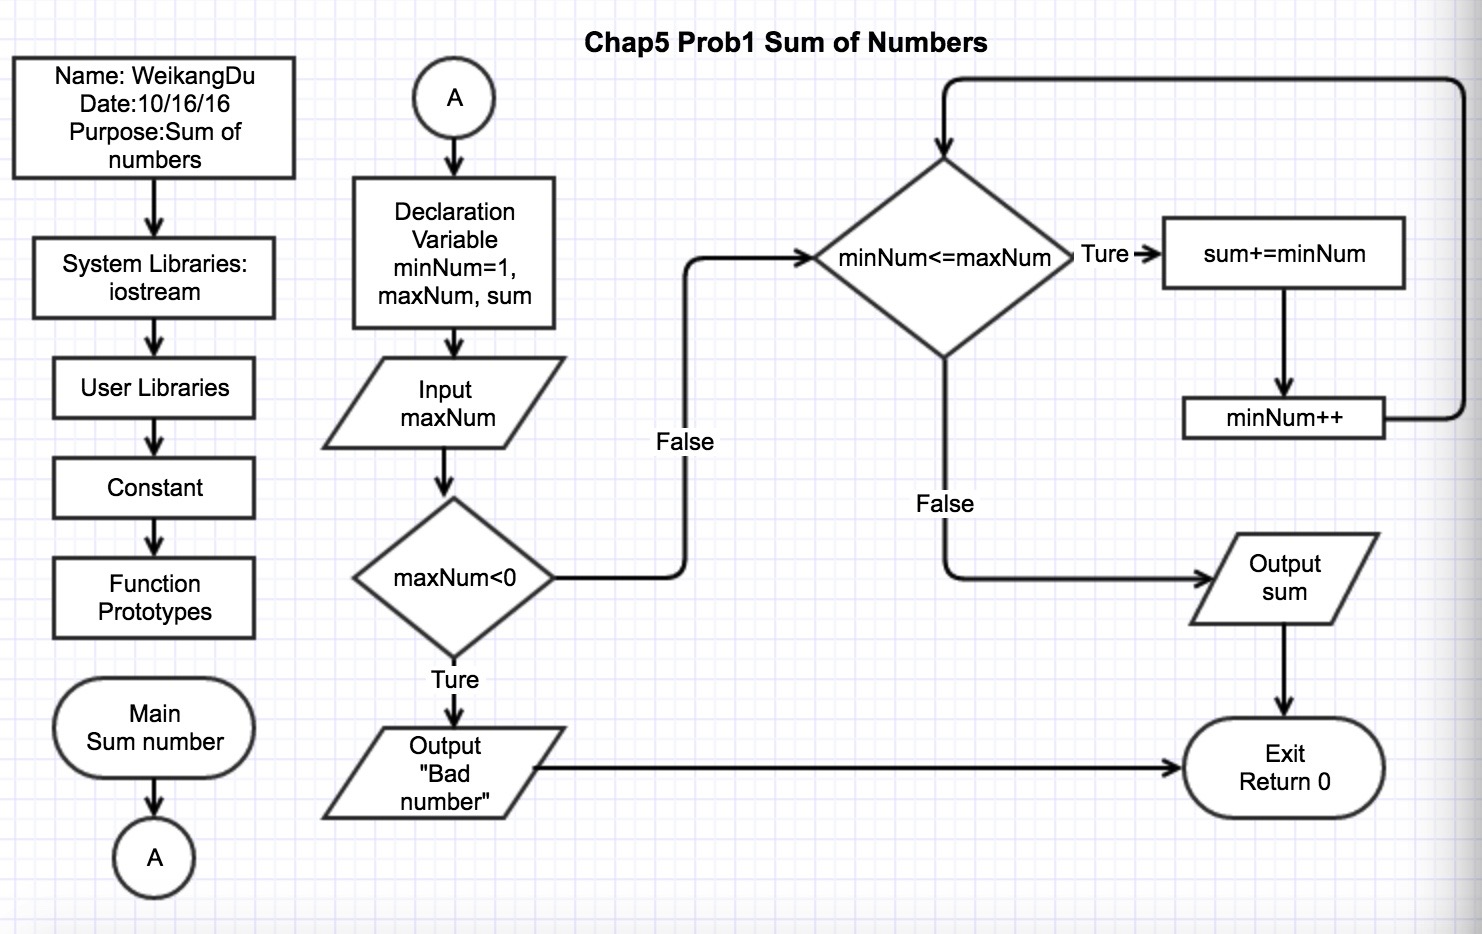 Chap5 Prob1 Sum of Numbers
Name: WeikangDu
Date:10/16/16
Purpose:Sum of
numbers
System Libraries:
iostream
User Libraries
Constant
Function
Prototypes
Main
Sum number
A
A
Declaration
Variable
minNum=1,
maxNum, sum
Input
maxNum
maxNum<0
False
Ture
Output
"Bad
number"
minNum<=maxNum
Ture
sum+=minNum
minNum++
False
Output
sum
Exit
Return 0